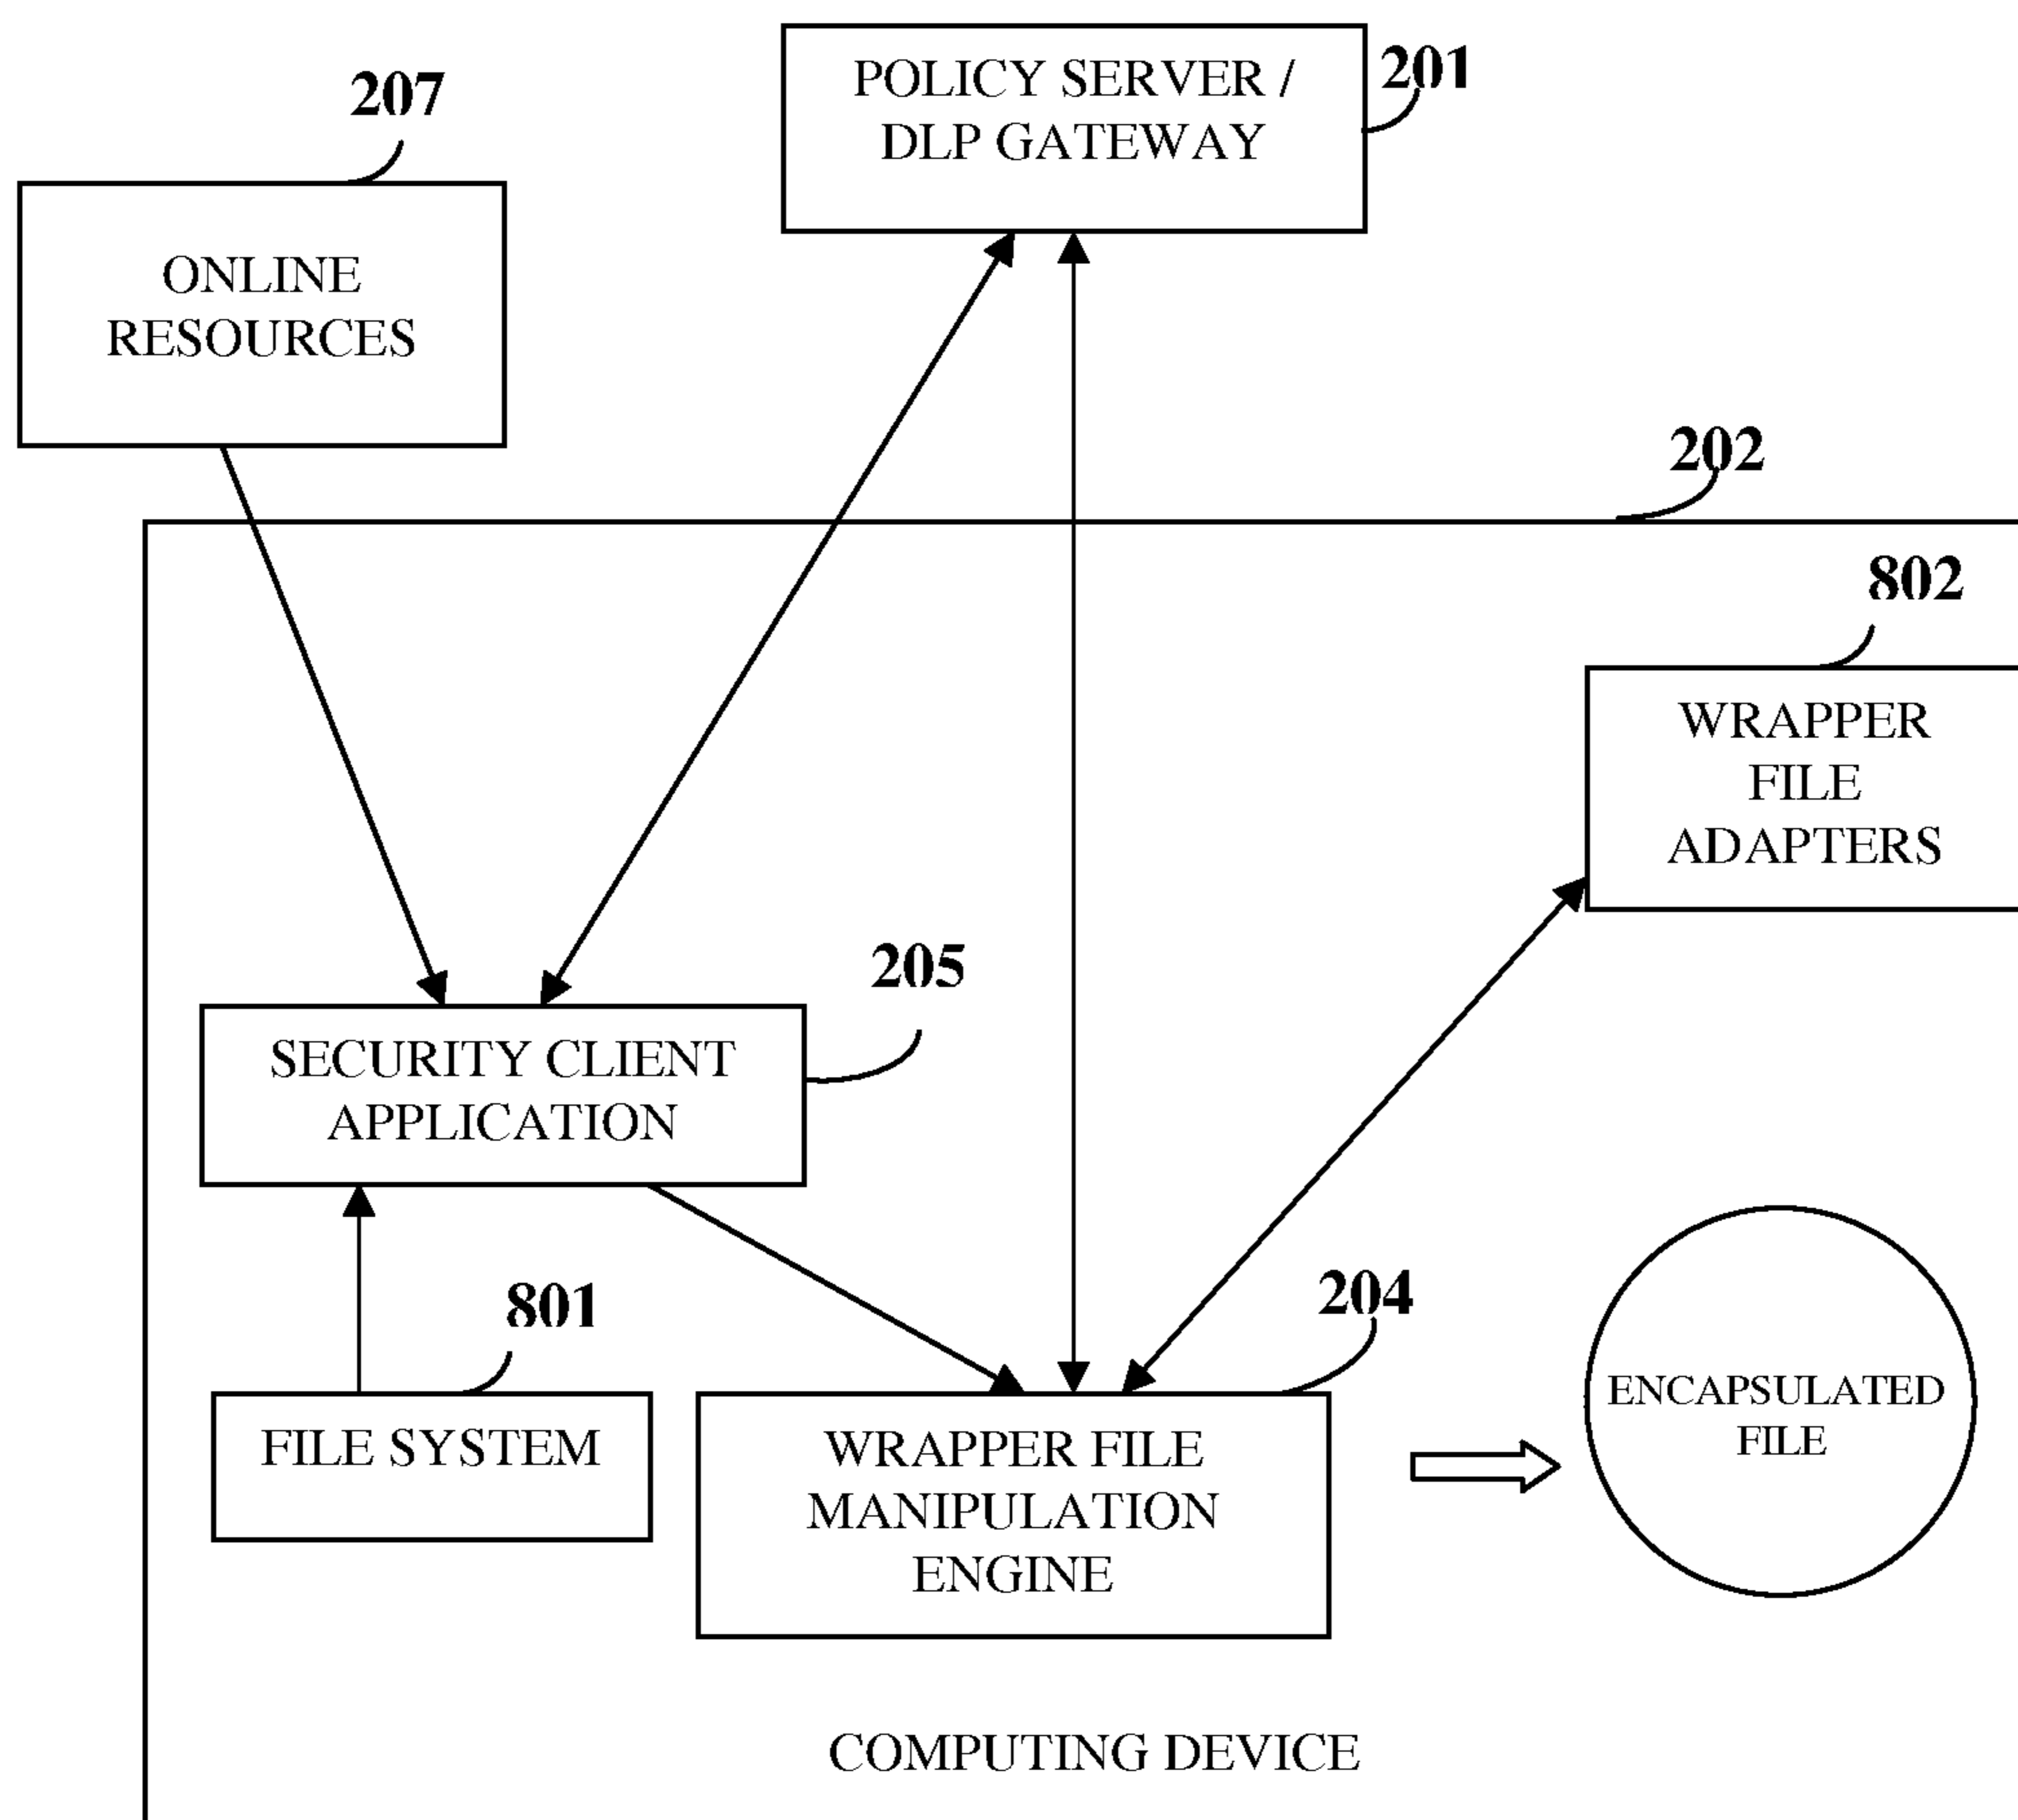 207
POLICY SERVER /
DLP GATEWAY
201
ONLINE
RESOURCES
202
802
WRAPPER
FILE
ADAPTERS
205
SECURITY CLIENT
APPLICATION
801
204
FILE SYSTEM
WRAPPER FILE
MANIPULATION
ENGINE
ENCAPSULATED
FILE
COMPUTING DEVICE